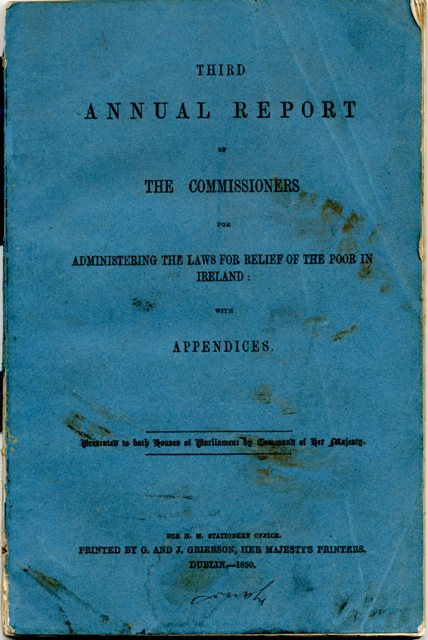 THIRD
ANNUAL REPORT
OF
THE COMMISSIONERS
FOR
ADMINISTERING THE LAWS FOR RELIEF OF THE POOR IN
IRELAND:
WITH
APPENDICES.
Presented to both Houses of Parliament by Command of Her Majesty.
FOR H. M. STATIONERY OFFICE.
PRINTED BY G. AND J. GRIERSON, HER MAJESTY'S PRINTERS.
DUBLIN.—1850.